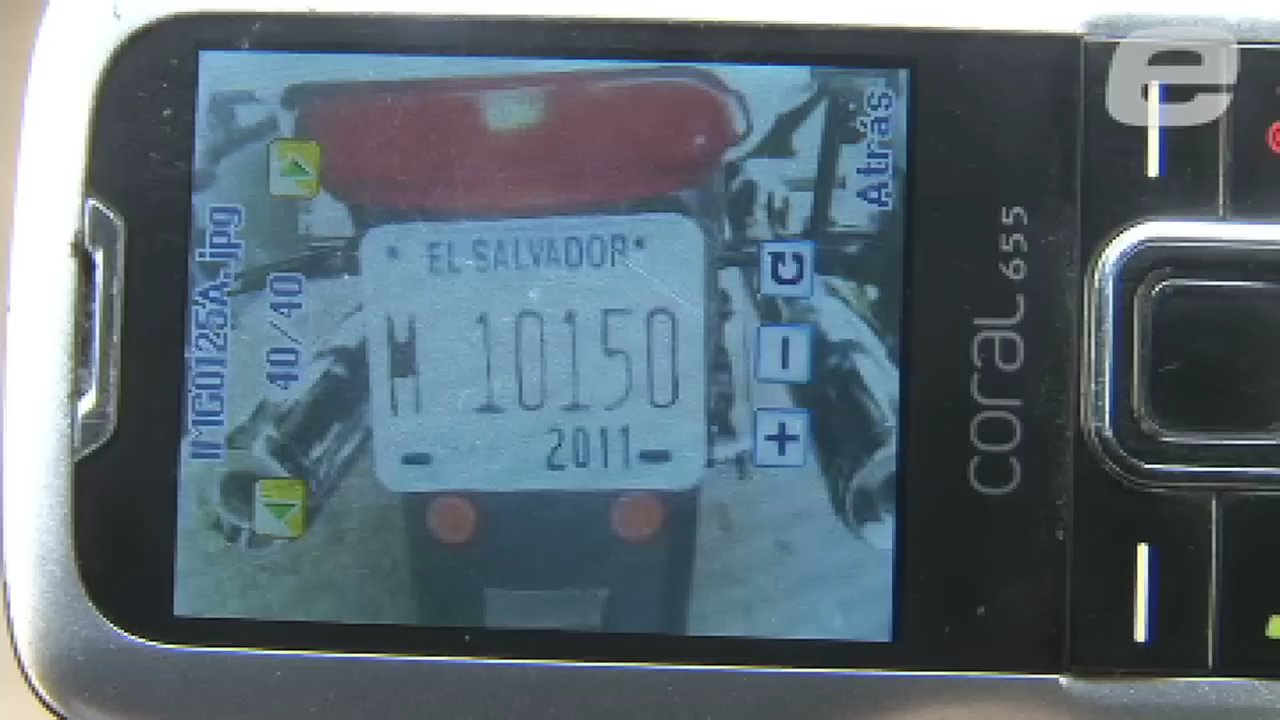 EL SALVADOR
M 10150
2011
IMG0125A.jpg
40/40
Atrás
coral 655
e